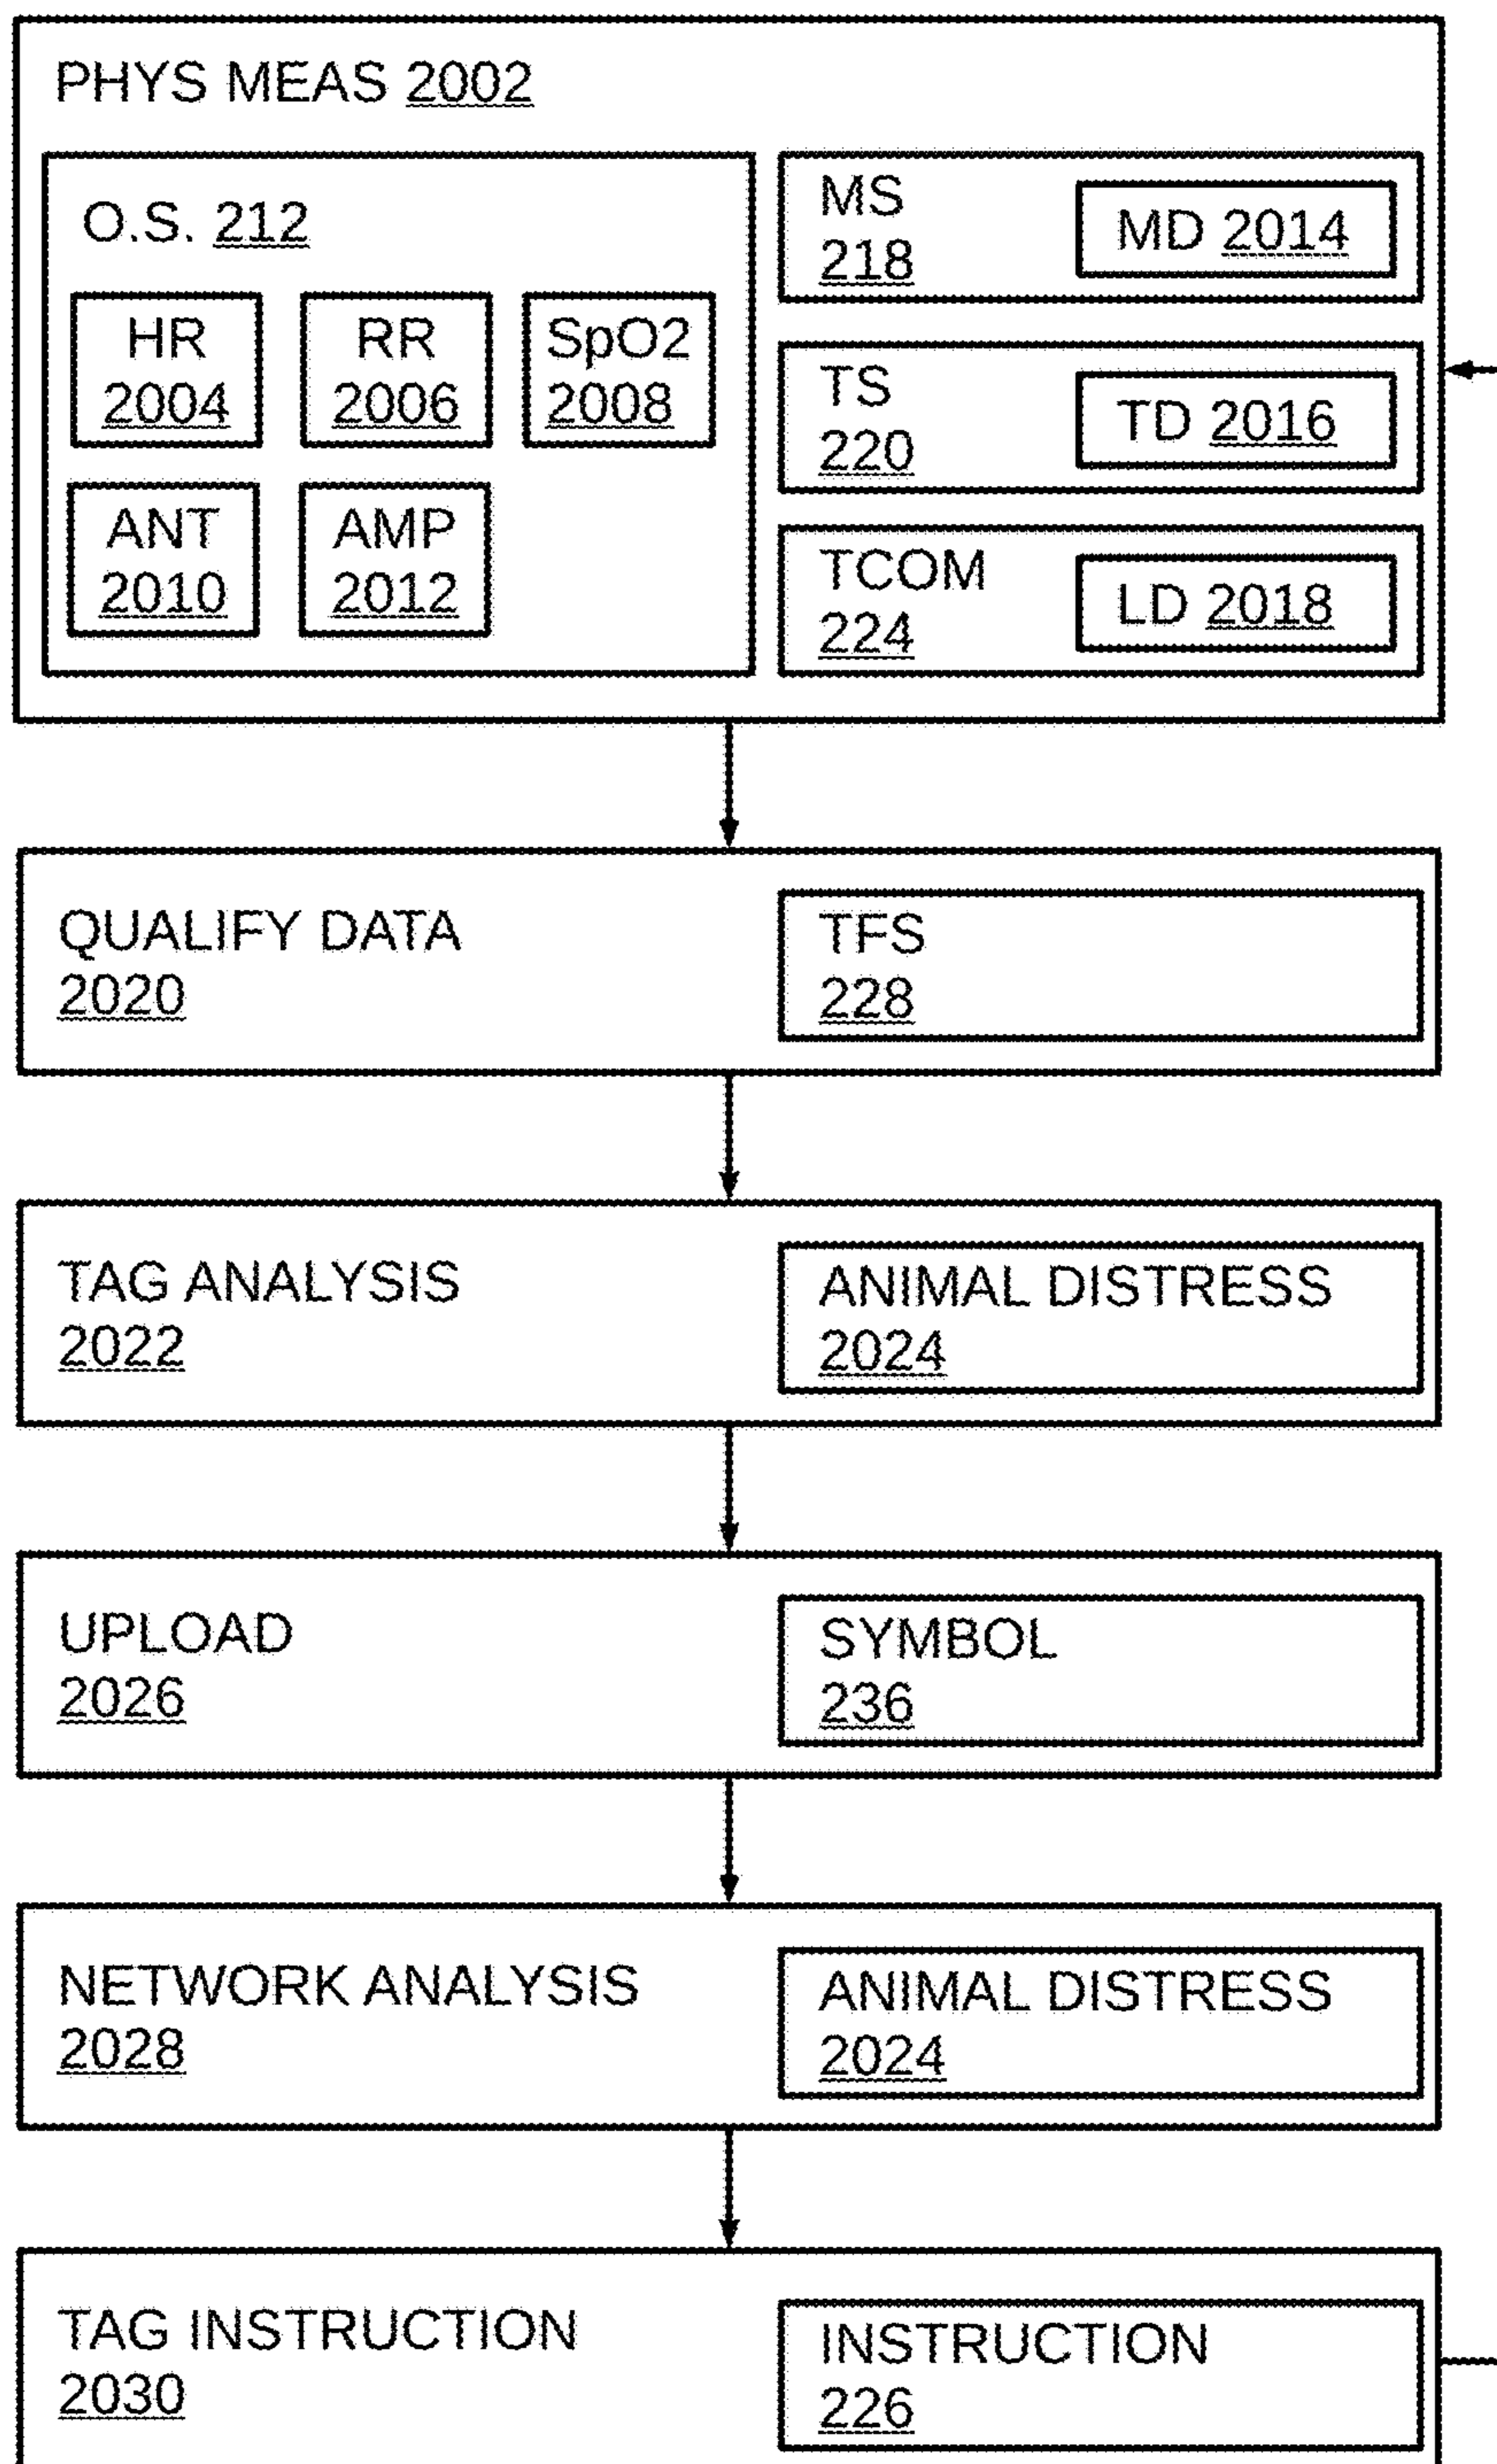 PHYS MEAS 2002
O.S. 212
HR
2004
RR
2006
SpO2
2008
ANT
2010
AMP
2012
MS
218
MD 2014
TS
220
TD 2016
TCOM
224
LD 2018
QUALIFY DATA
2020
TFS
228
TAG ANALYSIS
2022
ANIMAL DISTRESS
2024
UPLOAD
2026
SYMBOL
236
NETWORK ANALYSIS
2028
ANIMAL DISTRESS
2024
TAG INSTRUCTION
2030
INSTRUCTION
226